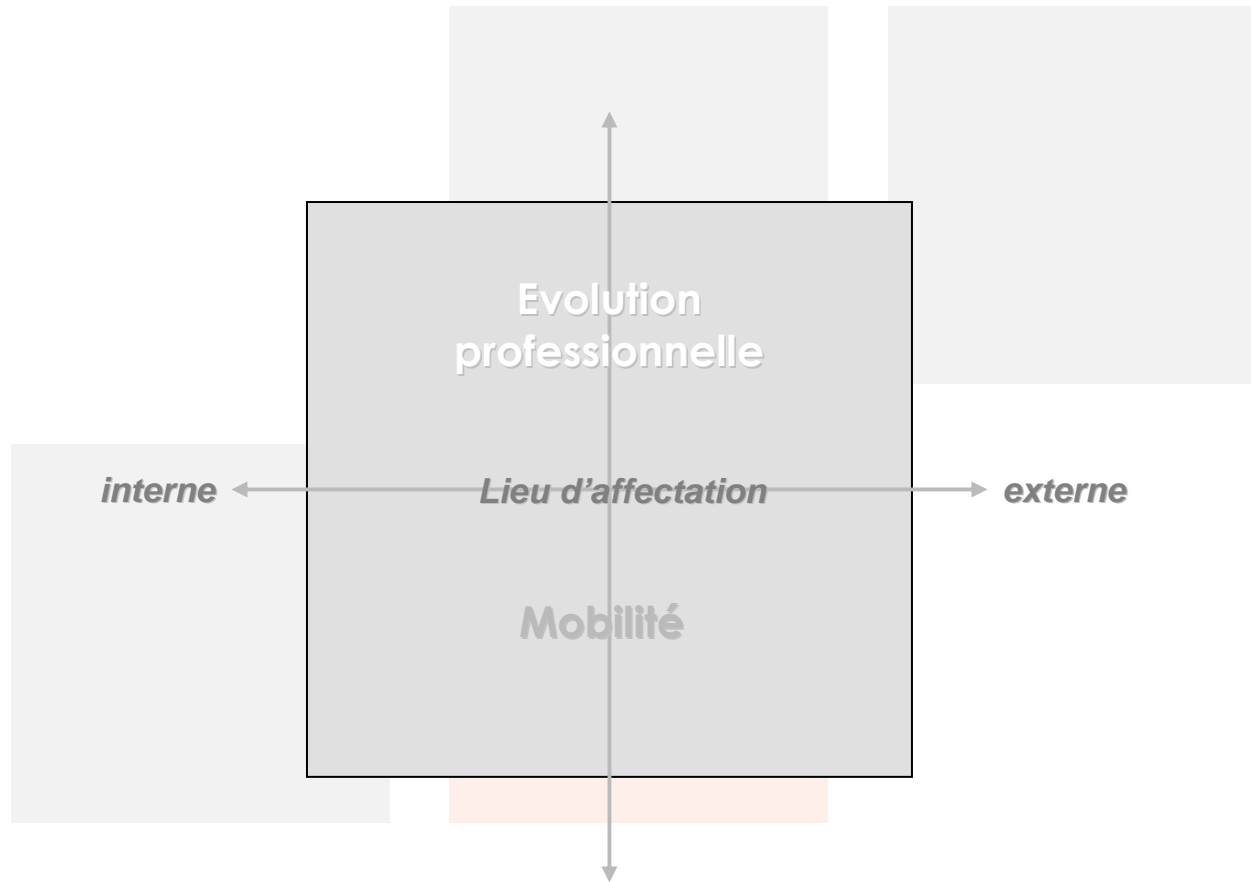 Evolution
professionnelle
interne Lieu d’affectation externe
Mobilité